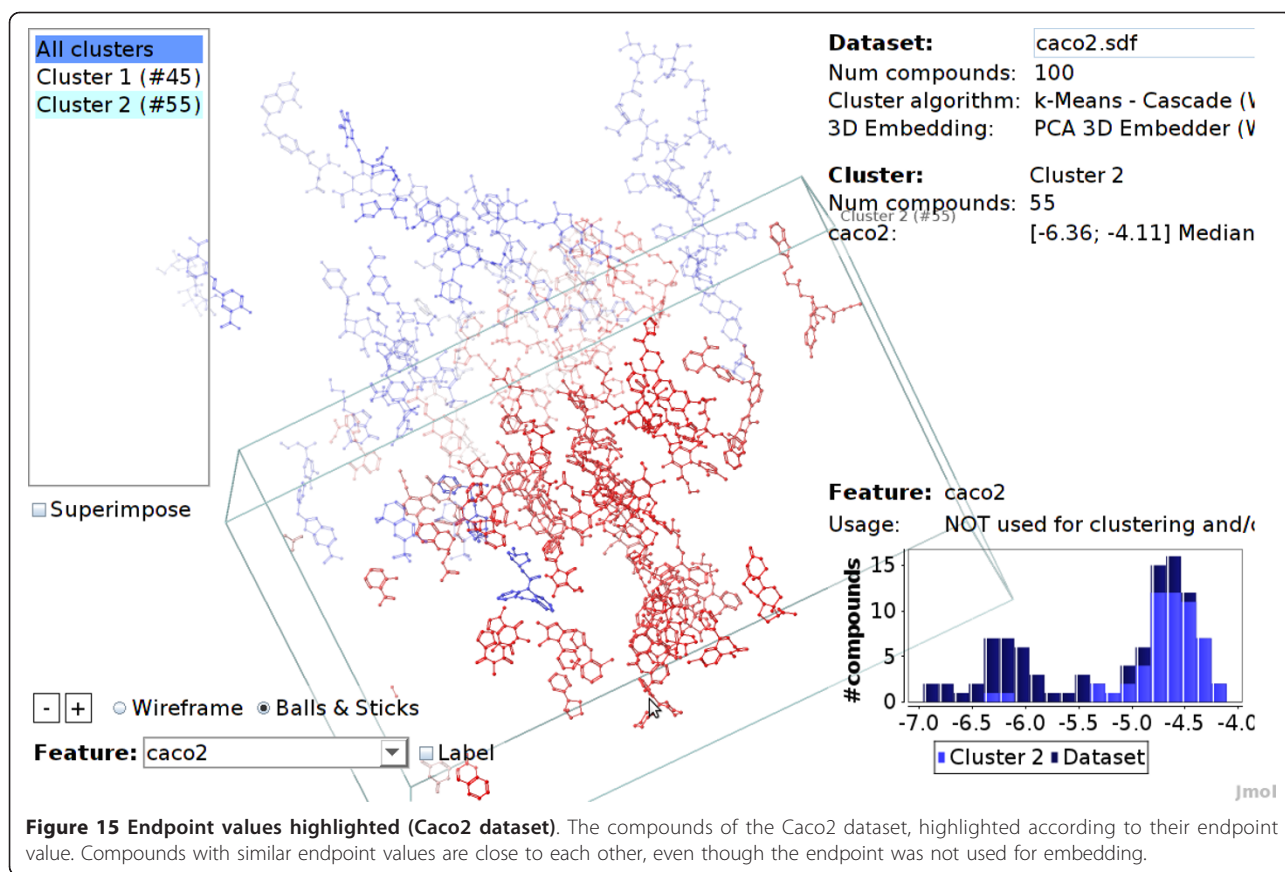 All clusters
Cluster 1 (#45)
Cluster 2 (#55)
Superimpose
- + Wireframe Balls & Sticks
Feature: caco2 Label
Dataset: caco2.sdf
Num compounds: 100
Cluster algorithm: k-Means - Cascade (
3D Embedding: PCA 3D Embedder (
Cluster: Cluster 2
Num compounds: 55
Cluster 2 (#55)
caco2: [-6.36; -4.11] Median
Feature: caco2
Usage: NOT used for clustering and/
#compounds
15
10
5
0
-7.0 -6.5 -6.0 -5.5 -5.0 -4.5 -4.0
Cluster 2 Dataset
Jmol
Figure 15 Endpoint values highlighted (Caco2 dataset). The compounds of the Caco2 dataset, highlighted according to their endpoint
value. Compounds with similar endpoint values are close to each other, even though the endpoint was not used for embedding.